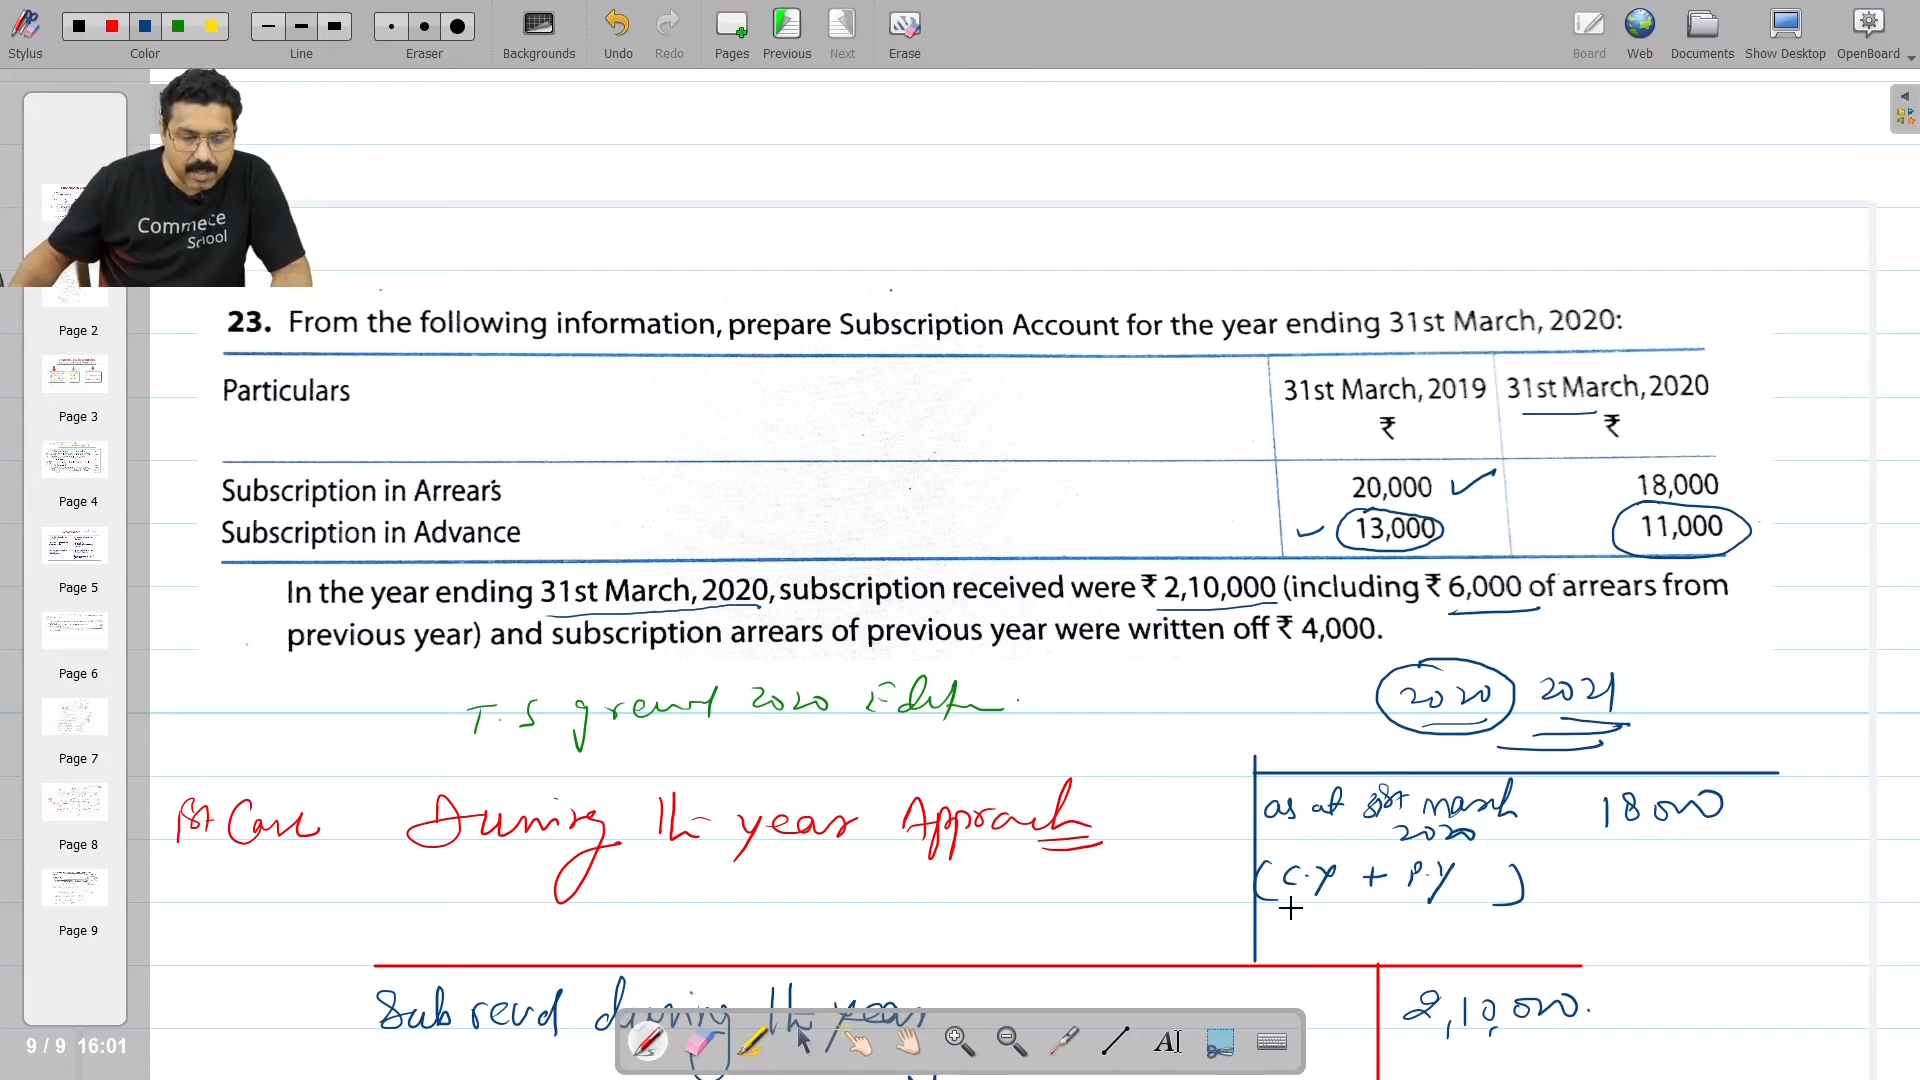 Stylus
Color
Line
Eraser
Backgrounds
Undo
Redo
Pages
Previous
Next
Erase
Board
Web
Documents
Show Desktop
OpenBoard
Commece
School
Page 2
Page 3
Page 4
Page 5
Page 6
Page 7
Page 8
Page 9
9 / 9 16:01
23. From the following information, prepare Subscription Account for the year ending 31st March, 2020:
Particulars 31st March, 2019 31st March, 2020
₹ ₹
Subscription in Arrears 20,000 18,000
Subscription in Advance 13,000 11,000
In the year ending 31st March, 2020, subscription received were ₹ 2,10,000 (including ₹ 6,000 of arrears from
previous year) and subscription arrears of previous year were written off ₹ 4,000.
T.S 2020
2020 2021
1st Case During the year Approach
as at 31st march 18000
2020
(C.Y + P.Y)
Sub during the year 2,10,000.